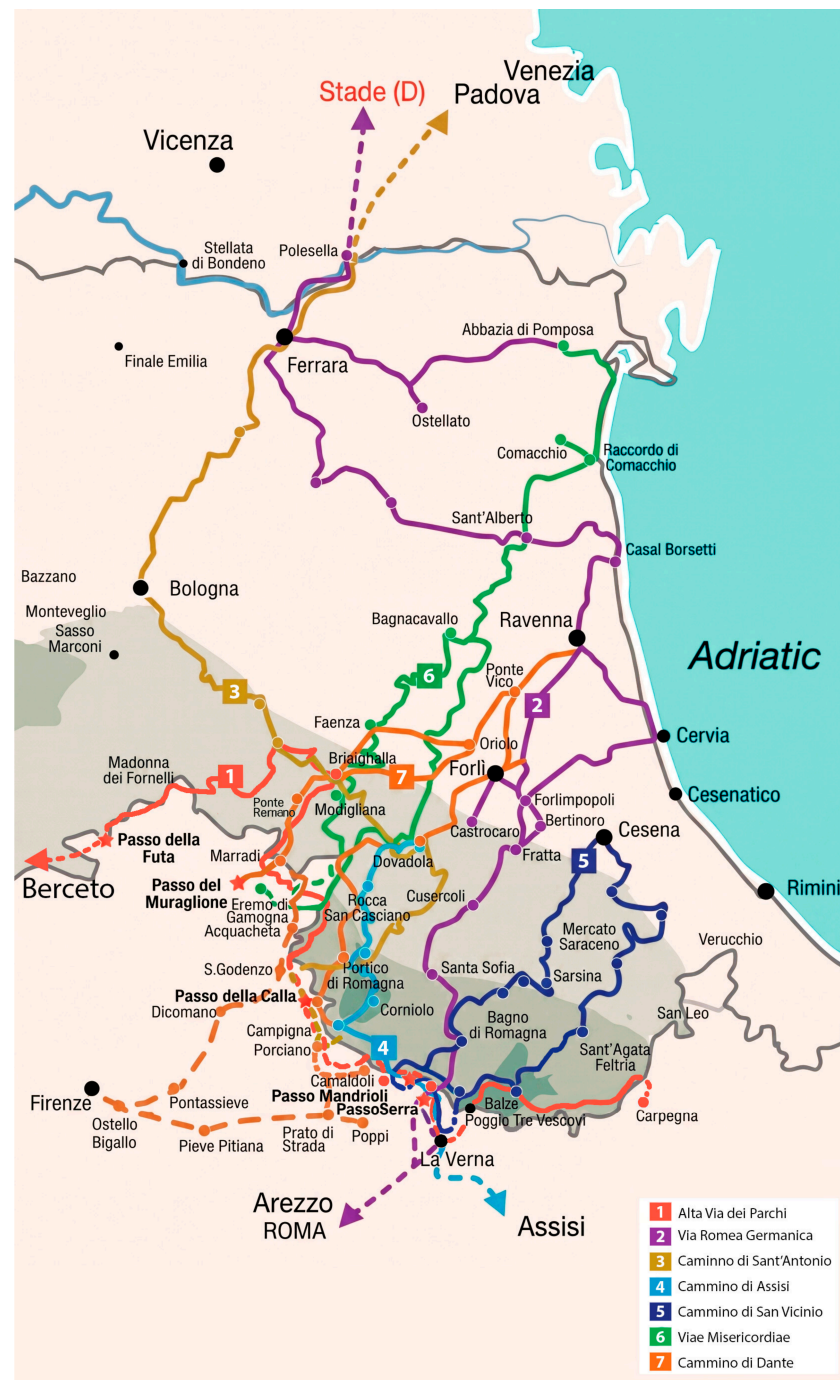 Venezia
Stade (D)
Padova
Vicenza
Stellata
di Bondeno
Polesella
Abbazia di Pomposa
Finale Emilia
Ferrara
Ostellato
Comacchio
Raccordo di
Comacchio
Sant'Alberto
Casal Borsetti
Bazzano
Bologna
Monteveglio
Sasso
Marconi
Bagnacavallo
Ravenna
Adriatic
6
Ponte
Vico
3
2
Faenza
Oriolo
Cervia
Madonna
dei Fornelli
1
Briaighalla
7
Forlì
Cesenatico
Ponte
Remano
Modigliana
Forlimpopoli
Castrocaro
Bertinoro
Cesena
Passo della
Futa
Marradi
Dovadola
Fratta
5
Berceto
Passo del
Muraglione
Eremo di
Gamogna
Rocca
San Casciano
Cusercoli
Rimini
Acquacheta
Mercato
Saraceno
Verucchio
S.Godenzo
Portico
di Romagna
Santa Sofia
Sarsina
Passo della Calla
Dicomano
Corniolo
San Leo
Campigna
Bagno
di Romagna
Porciano
4
Sant'Agata
Feltria
Camaldoli
Firenze
Pontassieve
Passo Mandrioli
PassoSerra
Balze
Carpegna
Ostello
Bigallo
Poggio Tre Vescovi
Pieve Pitiana
Prato di
Strada
Poppi
La Verna
Arezzo
ROMA
Assisi
1 Alta Via dei Parchi
2 Via Romea Germanica
3 Caminno di Sant'Antonio
4 Cammino di Assisi
5 Cammino di San Vicinio
6 Viae Misericordiae
7 Cammino di Dante